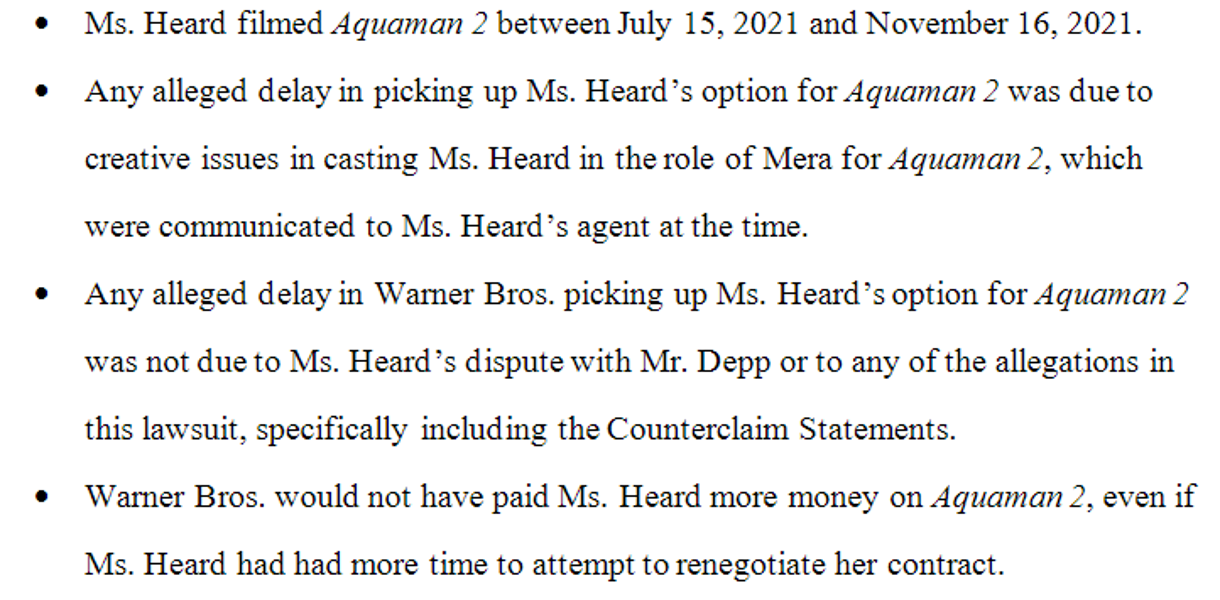 • Ms. Heard filmed Aquaman 2 between July 15, 2021 and November 16, 2021.
• Any alleged delay in picking up Ms. Heard’s option for Aquaman 2 was due to
creative issues in casting Ms. Heard in the role of Mera for Aquaman 2, which
were communicated to Ms. Heard’s agent at the time.
• Any alleged delay in Warner Bros. picking up Ms. Heard’s option for Aquaman 2
was not due to Ms. Heard’s dispute with Mr. Depp or to any of the allegations in
this lawsuit, specifically including the Counterclaim Statements.
• Warner Bros. would not have paid Ms. Heard more money on Aquaman 2, even if
Ms. Heard had had more time to attempt to renegotiate her contract.